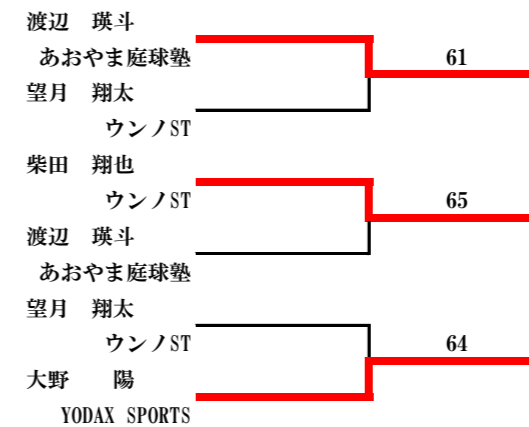 渡辺　瑛斗
あおやま庭球塾
61
望月　翔太
ウンノST
柴田　翔也
ウンノST
65
渡辺　瑛斗
あおやま庭球塾
望月　翔太
ウンノST
64
大野　　陽
YODAX SPORTS